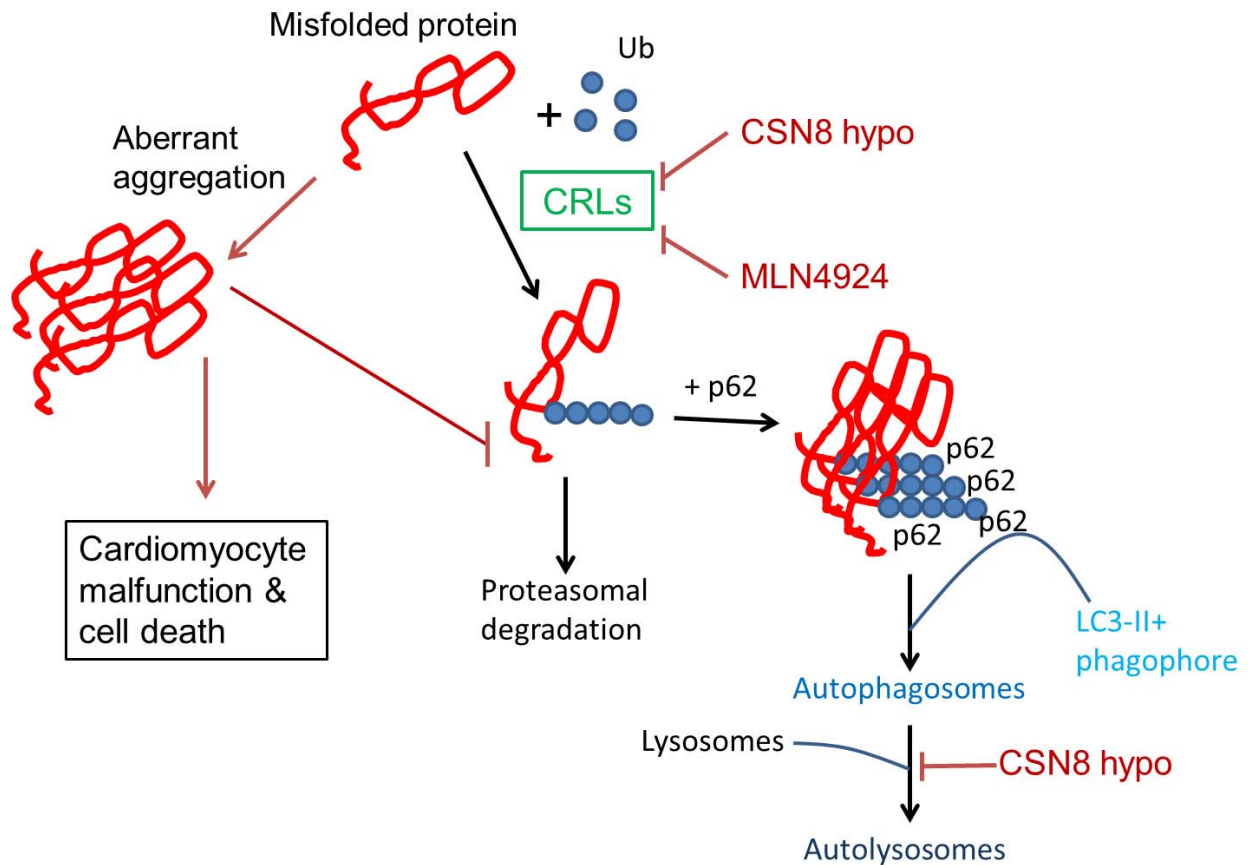 Misfolded protein
Ub
+
CSN8 hypo
Aberrant
aggregation
CRLs
MLN4924
+ p62
p62
p62
p62
p62
Cardiomyocyte
malfunction &
cell death
Proteasomal
degradation
LC3-II+
phagophore
Autophagosomes
Lysosomes
CSN8 hypo
Autolysosomes